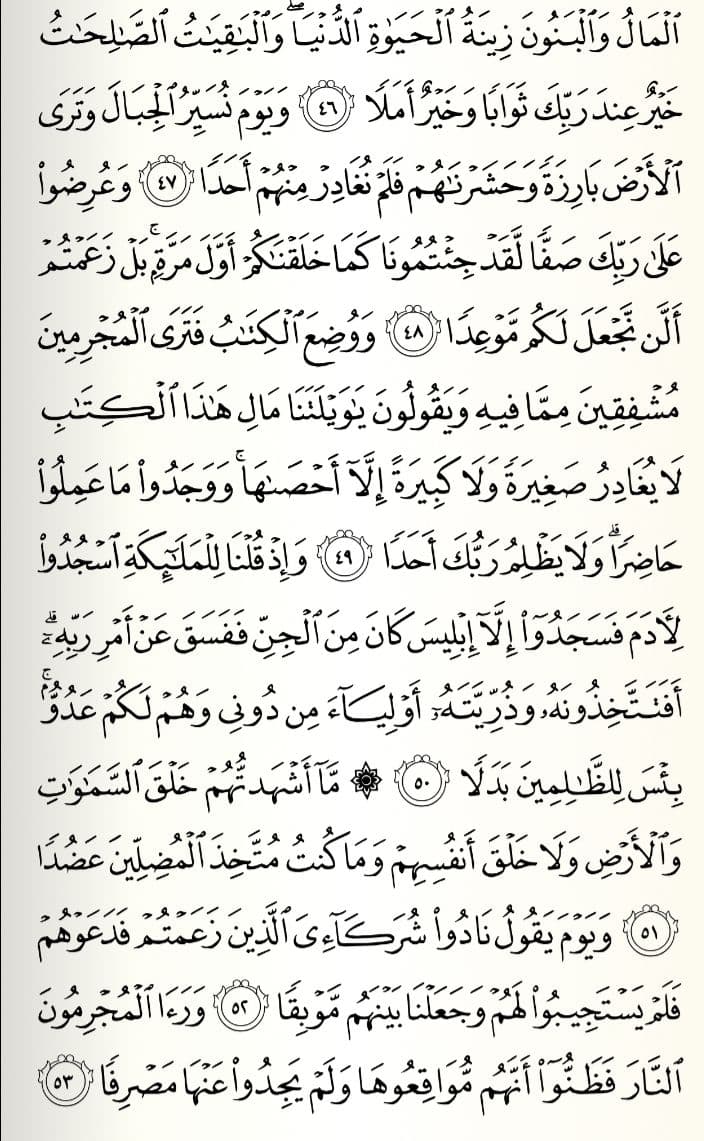 ٱلْمَالُ وَٱلْبَنُونَ زِينَةُ ٱلْحَيَوٰةِ ٱلدُّنْيَاۖ وَٱلْبَٰقِيَٰتُ ٱلصَّٰلِحَٰتُ
خَيْرٌ عِندَ رَبِّكَ ثَوَابًا وَخَيْرٌ أَمَلًا ٤٦ وَيَوْمَ نُسَيِّرُ ٱلْجِبَالَ وَتَرَى
ٱلْأَرْضَ بَارِزَةً وَحَشَرْنَٰهُمْ فَلَمْ نُغَادِرْ مِنْهُمْ أَحَدًا ٤٧ وَعُرِضُوا۟
عَلَىٰ رَبِّكَ صَفًّا لَّقَدْ جِئْتُمُونَا كَمَا خَلَقْنَٰكُمْ أَوَّلَ مَرَّةٍۭۚ بَلْ زَعَمْتُمْ
أَلَّن نَّجْعَلَ لَكُم مَّوْعِدًا ٤٨ وَوُضِعَ ٱلْكِتَٰبُ فَتَرَى ٱلْمُجْرِمِينَ
مُشْفِقِينَ مِمَّا فِيهِ وَيَقُولُونَ يَٰوَيْلَتَنَا مَالِ هَٰذَا ٱلْكِتَٰبِ
لَا يُغَادِرُ صَغِيرَةً وَلَا كَبِيرَةً إِلَّآ أَحْصَىٰهَاۚ وَوَجَدُوا۟ مَا عَمِلُوا۟
حَاضِرًاۗ وَلَا يَظْلِمُ رَبُّكَ أَحَدًا ٤٩ وَإِذْ قُلْنَا لِلْمَلَٰٓئِكَةِ ٱسْجُدُوا۟
لِءَادَمَ فَسَجَدُوٓا۟ إِلَّآ إِبْلِيسَ كَانَ مِنَ ٱلْجِنِّ فَفَسَقَ عَنْ أَمْرِ رَبِّهِۦٓۗ
أَفَتَتَّخِذُونَهُۥ وَذُرِّيَّتَهُۥٓ أَوْلِيَآءَ مِن دُونِى وَهُمْ لَكُمْ عَدُوٌّۢۚ
بِئْسَ لِلظَّٰلِمِينَ بَدَلًا ٥٠ ۞ مَّآ أَشْهَدتُّهُمْ خَلْقَ ٱلسَّمَٰوَٰتِ
وَٱلْأَرْضِ وَلَا خَلْقَ أَنفُسِهِمْ وَمَا كُنتُ مُتَّخِذَ ٱلْمُضِلِّينَ عَضُدًا
٥١ وَيَوْمَ يَقُولُ نَادُوا۟ شُرَكَآءِىَ ٱلَّذِينَ زَعَمْتُمْ فَدَعَوْهُمْ
فَلَمْ يَسْتَجِيبُوا۟ لَهُمْ وَجَعَلْنَا بَيْنَهُم مَّوْبِقًا ٥٢ وَرَءَا ٱلْمُجْرِمُونَ
ٱلنَّارَ فَظَنُّوٓا۟ أَنَّهُم مُّوَاقِعُوهَا وَلَمْ يَجِدُوا۟ عَنْهَا مَصْرِفًا ٥٣